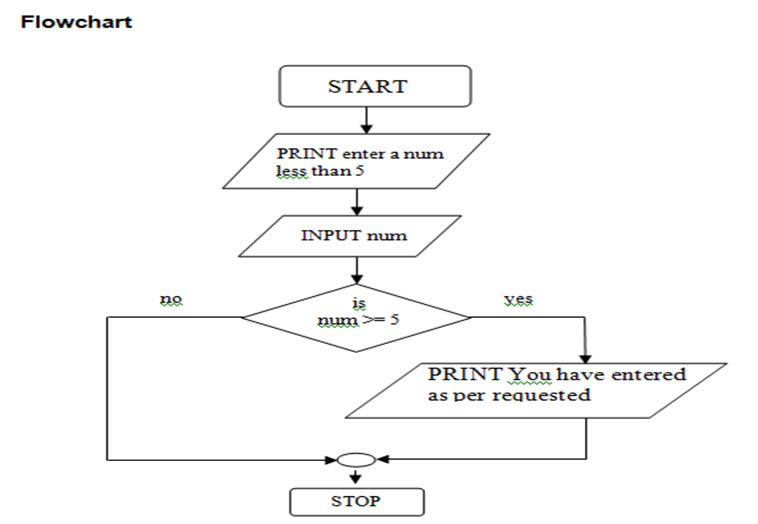 Flowchart
START
PRINT enter a num
less than 5
INPUT num
is
num >= 5
no
yes
PRINT You have entered
as per requested
STOP